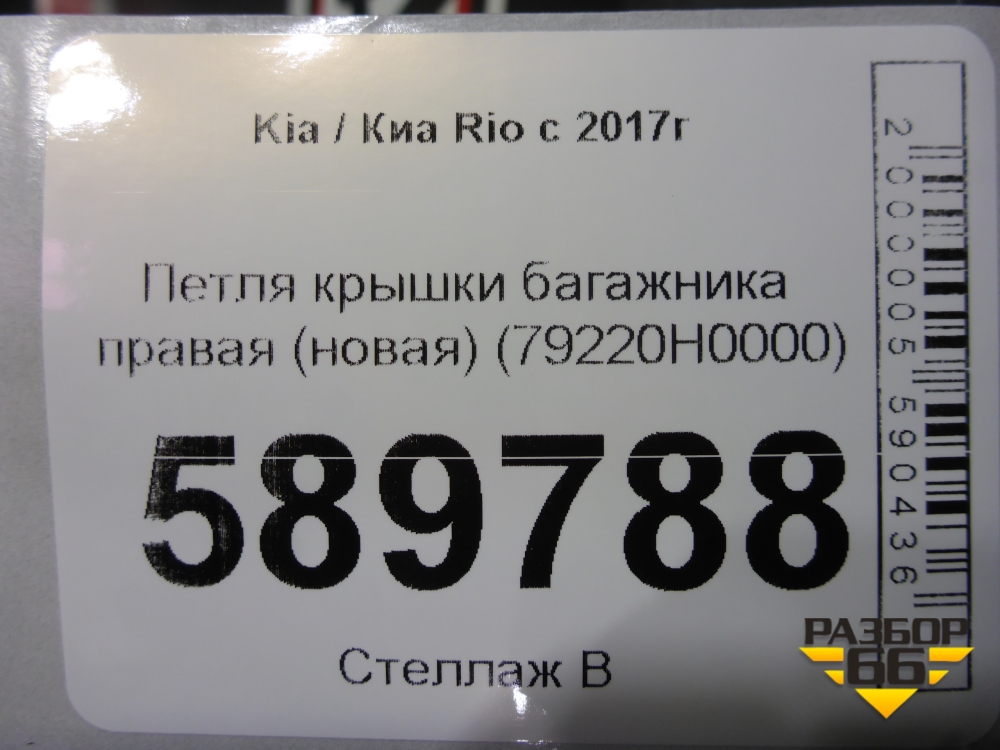 Kia / Киа Rio с 2017г
Петля крышки багажника
правая (новая) (79220H0000)
589788
Стеллаж В
2000005590436
РАЗБОР
66